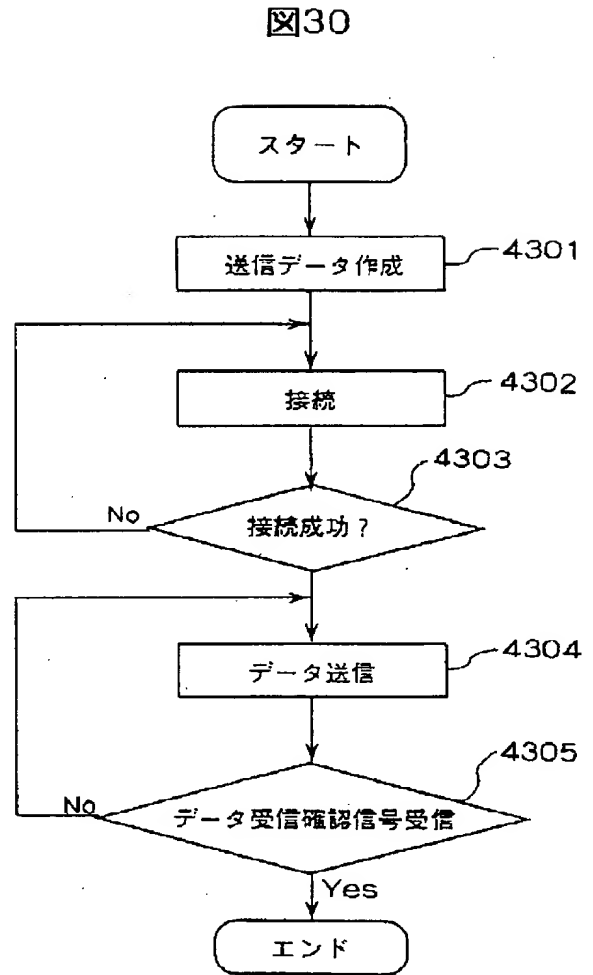 図30
スタート
送信データ作成
4301
接続
4302
4303
接続成功?
No
データ送信
4304
4305
データ受信確認信号受信
No
Yes
エンド